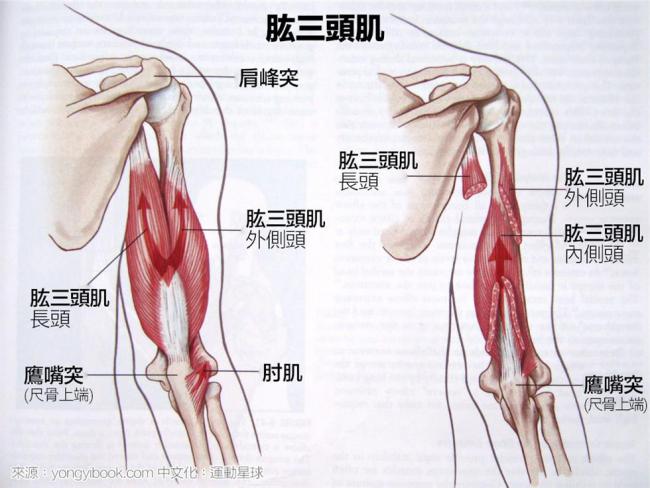 肱三頭肌
肩峰突
肱三頭肌
外側頭
肱三頭肌
長頭
鷹嘴突
(尺骨上端)
肘肌
肱三頭肌
長頭
肱三頭肌
外側頭
肱三頭肌
內側頭
鷹嘴突
(尺骨上端)
來源：yongyibook.com 中文化：運動星球